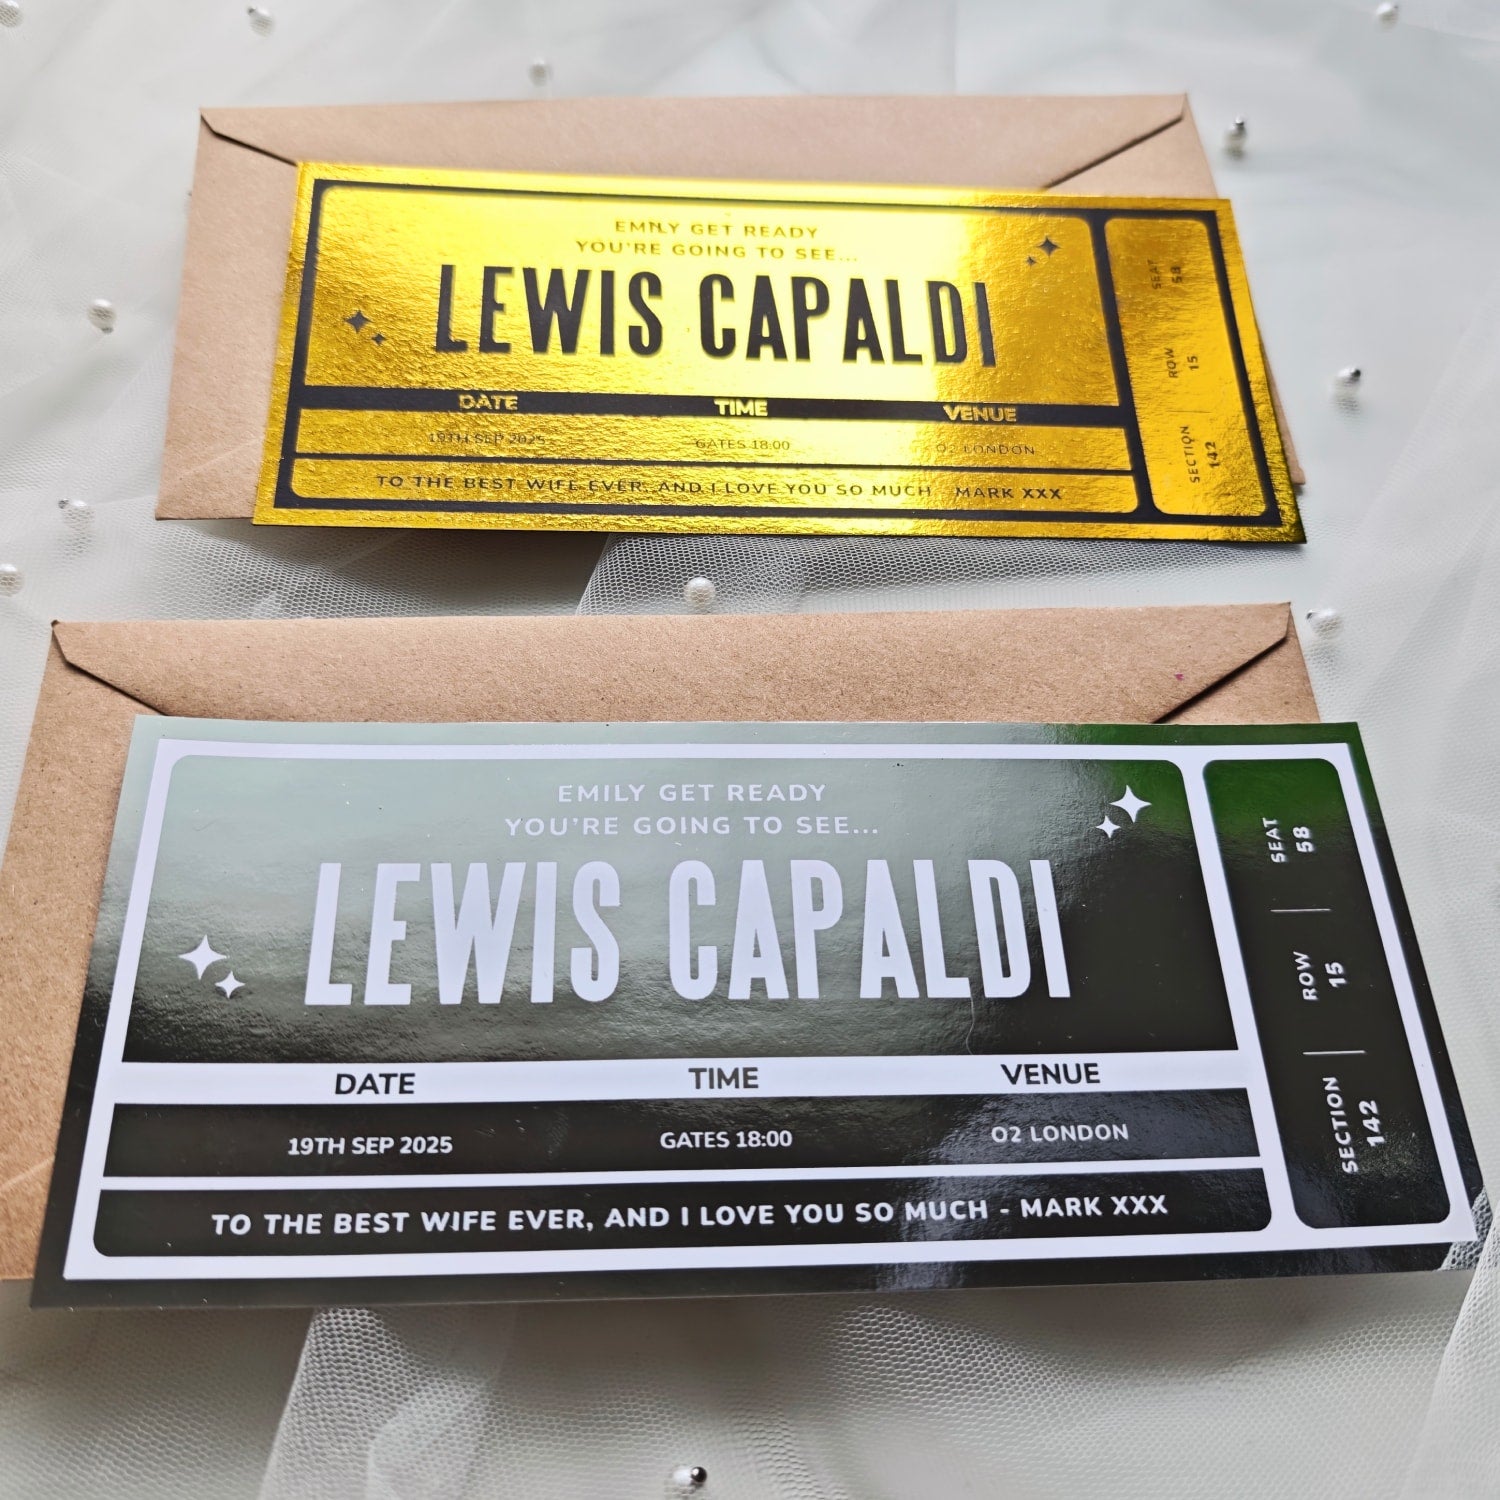 EMILY GET READY
YOU'RE GOING TO SEE...
LEWIS CAPALDI
DATE TIME VENUE
19TH SEP 2025 GATES 18:00 O2 LONDON
TO THE BEST WIFE EVER, AND I LOVE YOU SO MUCH - MARK XXX
SEAT
58
ROW
15
SECTION
142
EMILY GET READY
YOU'RE GOING TO SEE...
LEWIS CAPALDI
DATE TIME VENUE
19TH SEP 2025 GATES 18:00 O2 LONDON
TO THE BEST WIFE EVER, AND I LOVE YOU SO MUCH - MARK XXX
SEAT
58
ROW
15
SECTION
142